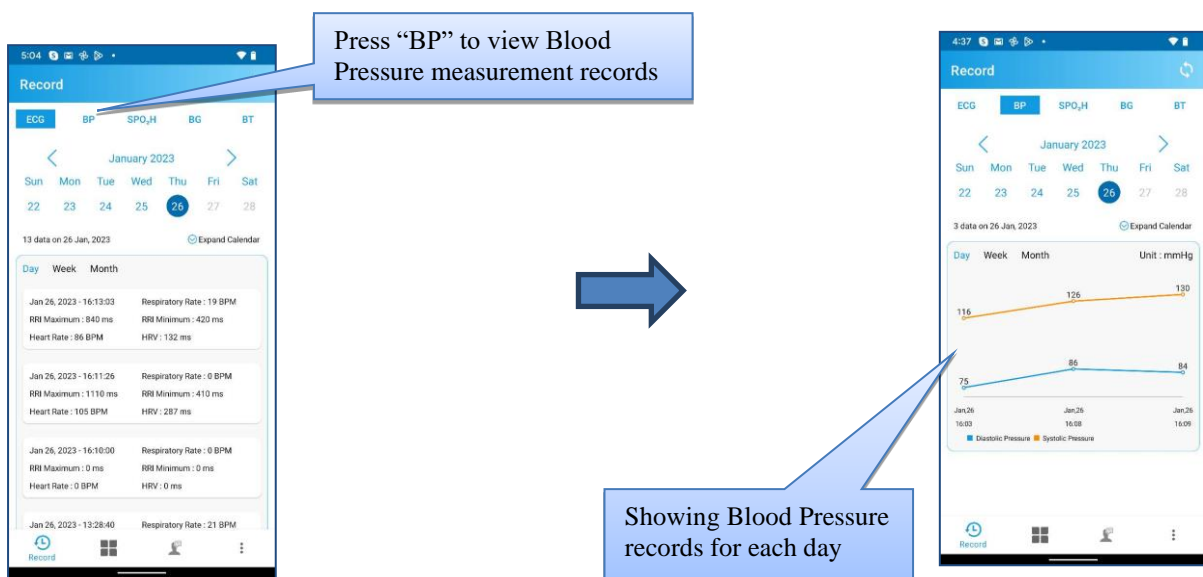 Press “BP” to view Blood
Pressure measurement records
5:04
Record
ECG BP SPO₂H BG BT
January 2023
Sun Mon Tue Wed Thu Fri Sat
22 23 24 25 26 27 28
13 data on 26 Jan, 2023 Expand Calendar
Day Week Month
Jan 26, 2023 - 16:13:03 Respiratory Rate : 19 BPM
RRI Maximum : 840 ms RRI Minimum : 420 ms
Heart Rate : 86 BPM HRV : 132 ms
Jan 26, 2023 - 16:11:26 Respiratory Rate : 0 BPM
RRI Maximum : 1110 ms RRI Minimum : 410 ms
Heart Rate : 105 BPM HRV : 287 ms
Jan 26, 2023 - 16:10:00 Respiratory Rate : 0 BPM
RRI Maximum : 0 ms RRI Minimum : 0 ms
Heart Rate : 0 BPM HRV : 0 ms
Jan 26, 2023 - 13:28:40 Respiratory Rate : 21 BPM
Record
4:37
Record
ECG BP SPO₂H BG BT
January 2023
Sun Mon Tue Wed Thu Fri Sat
22 23 24 25 26 27 28
3 data on 26 Jan, 2023 Expand Calendar
Day Week Month Unit : mmHg
116 126 130
75 86 84
Jan,26 Jan,26 Jan,26
16:03 16:08 16:09
Diastolic Pressure Systolic Pressure
Record
Showing Blood Pressure
records for each day